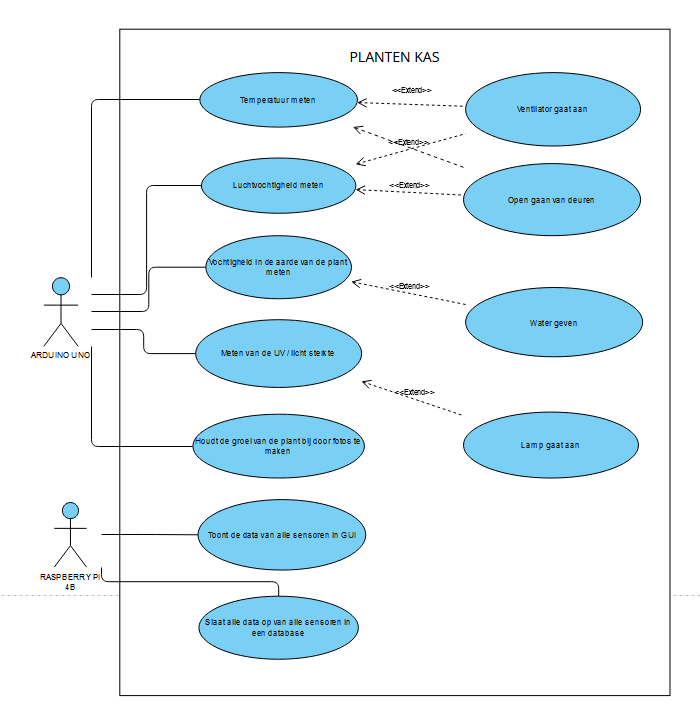 PLANTEN KAS
Temperatuur meten
<<Extend>>
Ventilator gaat aan
<<Extend>>
Luchtvochtigheid meten
<<Extend>>
Open gaan van deuren
Vochtigheid in de aarde van de plant
meten
<<Extend>>
Water geven
ARDUINO UNO
Meten van de UV / licht sterkte
<<Extend>>
Houdt de groei van de plant bij door fotos te
maken
Lamp gaat aan
Toont de data van alle sensoren in GUI
RASPBERRY PI
4B
Slaat alle data op van alle sensoren in
een database